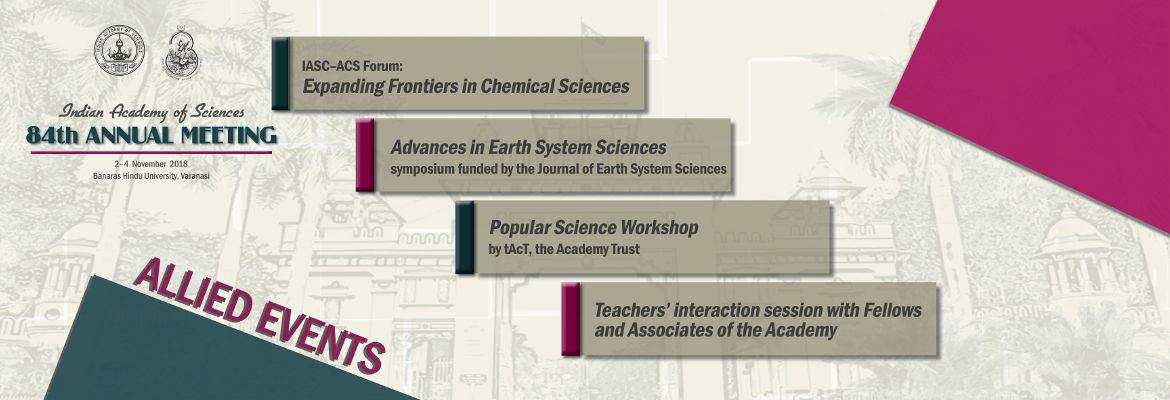 Indian Academy of Sciences
84th ANNUAL MEETING
2–4 November 2018
Banaras Hindu University, Varanasi
IASC–ACS Forum:
Expanding Frontiers in Chemical Sciences
Advances in Earth System Sciences
symposium funded by the Journal of Earth System Sciences
Popular Science Workshop
by tAcT, the Academy Trust
Teachers’ interaction session with Fellows
and Associates of the Academy
ALLIED EVENTS